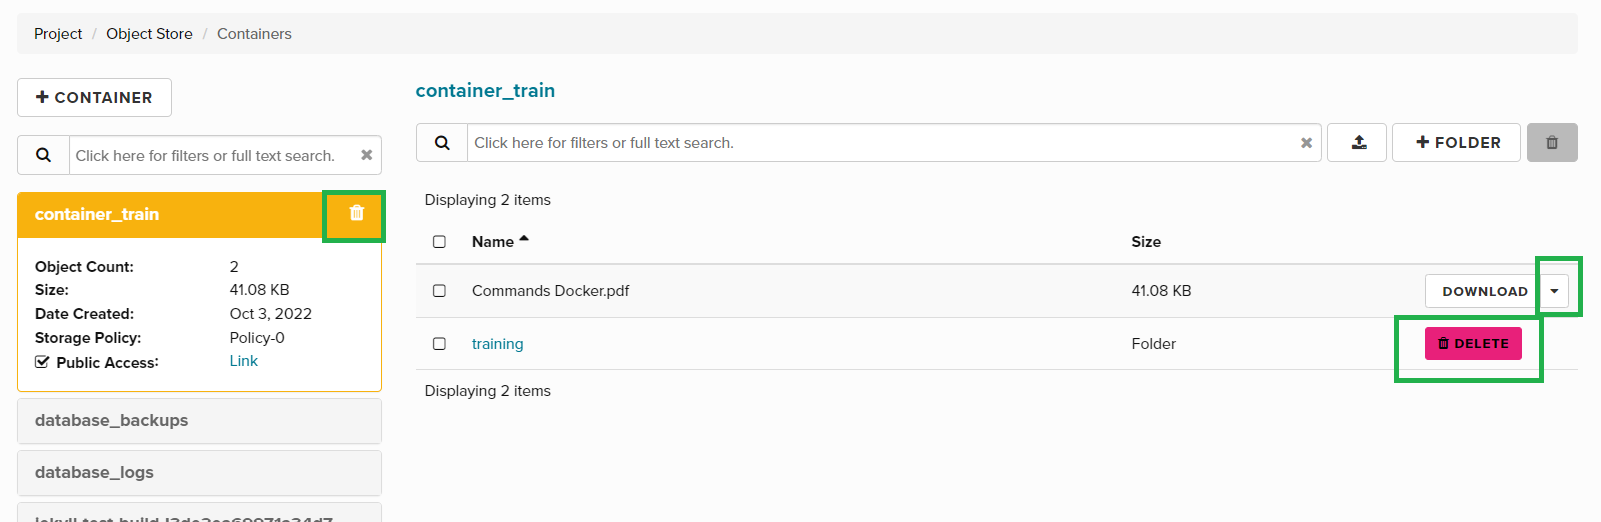 Project / Object Store / Containers
+ CONTAINER
Click here for filters or full text search.
container_train
Object Count: 2
Size: 41.08 KB
Date Created: Oct 3, 2022
Storage Policy: Policy-0
Public Access: Link
database_backups
database_logs
container_train
Click here for filters or full text search.
+ FOLDER
Displaying 2 items
Name Size
Commands Docker.pdf 41.08 KB DOWNLOAD
training Folder DELETE
Displaying 2 items